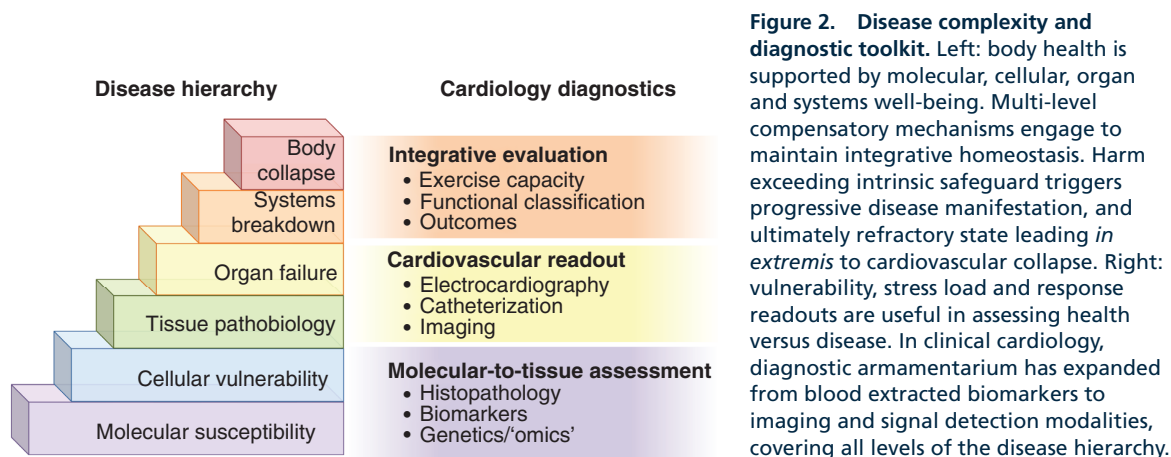 Disease hierarchy
Body
collapse
Systems
breakdown
Organ failure
Tissue pathobiology
Cellular vulnerability
Molecular susceptibility
Cardiology diagnostics
Integrative evaluation
• Exercise capacity
• Functional classification
• Outcomes
Cardiovascular readout
• Electrocardiography
• Catheterization
• Imaging
Molecular-to-tissue assessment
• Histopathology
• Biomarkers
• Genetics/‘omics’
Figure 2. Disease complexity and
diagnostic toolkit. Left: body health is
supported by molecular, cellular, organ
and systems well-being. Multi-level
compensatory mechanisms engage to
maintain integrative homeostasis. Harm
exceeding intrinsic safeguard triggers
progressive disease manifestation, and
ultimately refractory state leading in
extremis to cardiovascular collapse. Right:
vulnerability, stress load and response
readouts are useful in assessing health
versus disease. In clinical cardiology,
diagnostic armamentarium has expanded
from blood extracted biomarkers to
imaging and signal detection modalities,
covering all levels of the disease hierarchy.